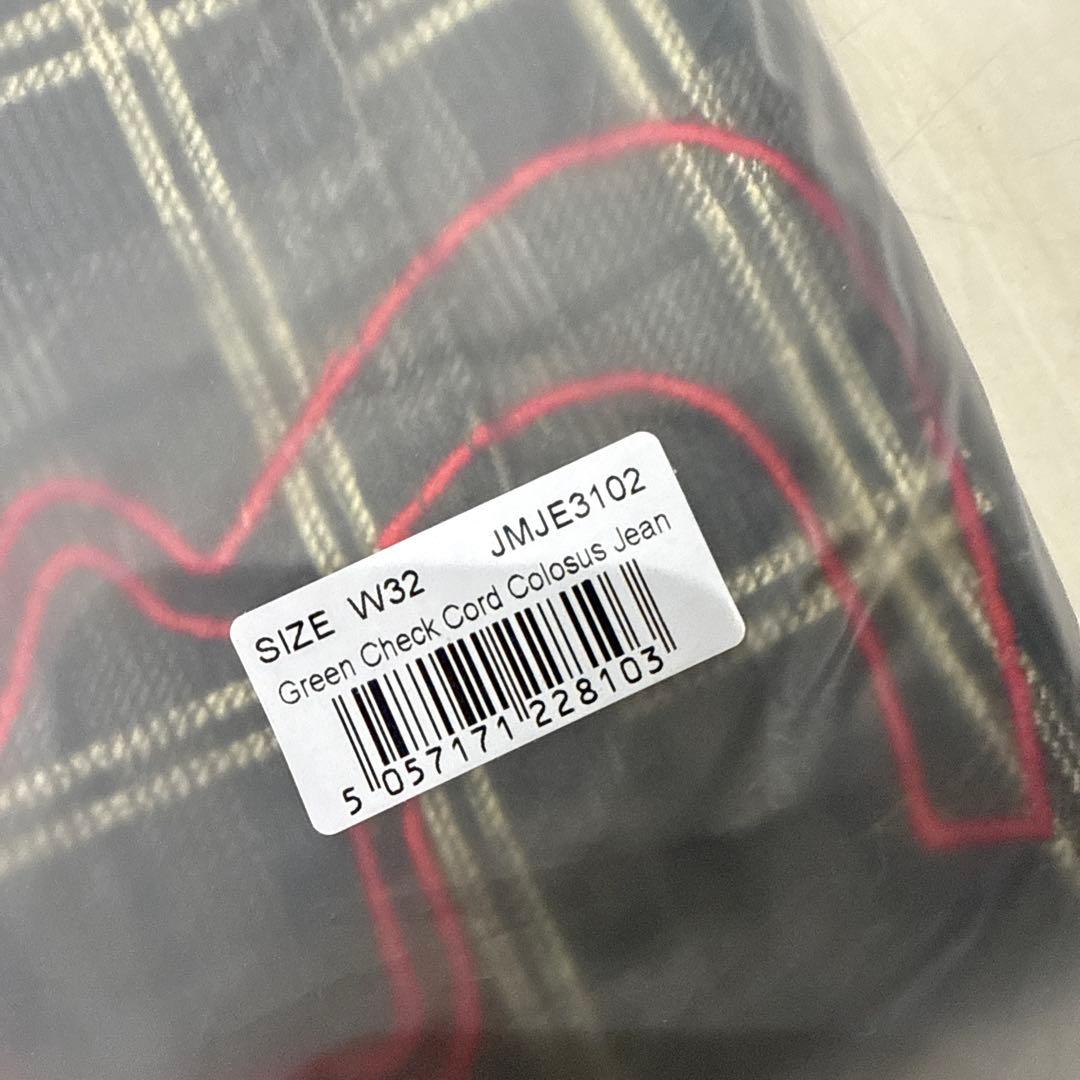 SIZE W32 JMJE3102
Green Check Cord Colosus Jean
5 057171 228103